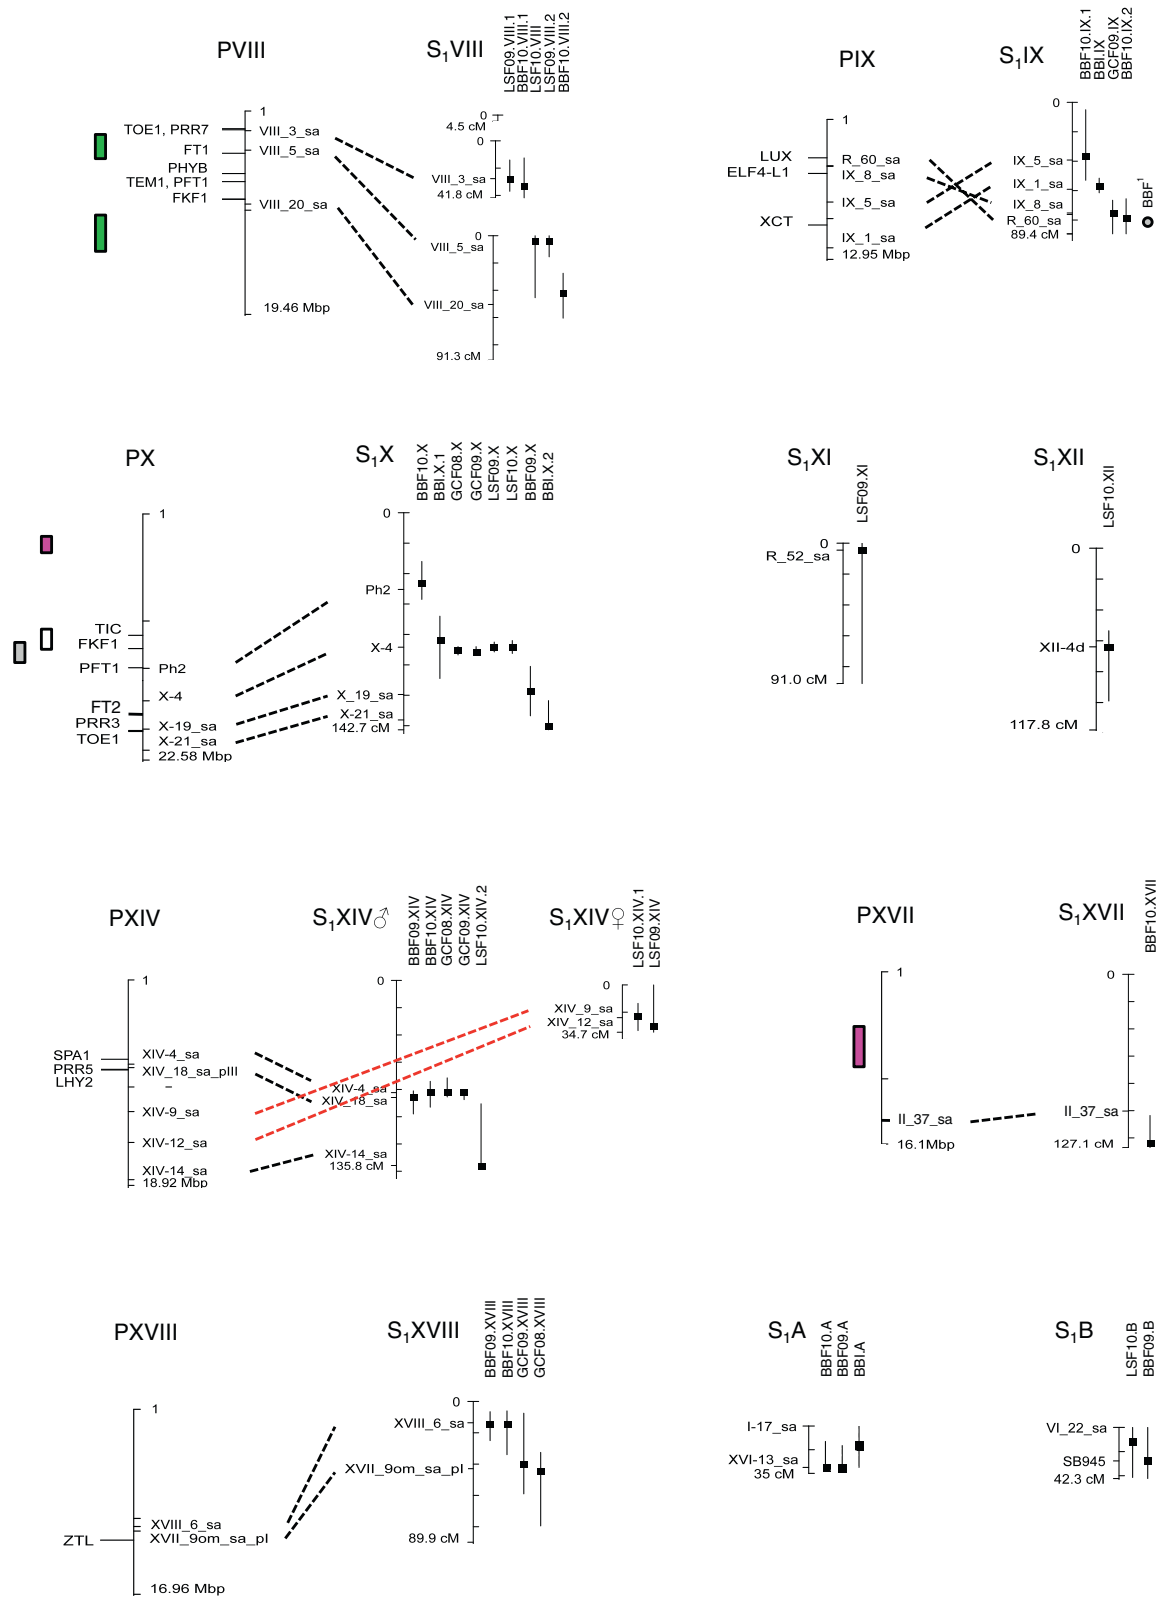 PVIII
S1VIII
LSF09.VIII.1
BBF10.VIII.1
LSF10.VIII
LSF09.VIII.2
BBF10.VIII.2
1
TOE1, PRR7
VIII_3_sa
FT1
VIII_5_sa
PHYB
TEM1, PFT1
FKF1
VIII_20_sa
19.46 Mbp
0
4.5 cM
0
VIII_3_sa
41.8 cM
0
VIII_5_sa
VIII_20_sa
91.3 cM
PIX
S1IX
BBF10.IX.1
BBI.IX
GCF09.IX
BBF10.IX.2
1
LUX
R_60_sa
ELF4-L1
IX_8_sa
IX_5_sa
XCT
IX_1_sa
12.95 Mbp
0
IX_5_sa
IX_1_sa
IX_8_sa
R_60_sa
89.4 cM
BBF1
PX
S1X
BBF10.X
BBI.X.1
GCF08.X
GCF09.X
LSF09.X
LSF10.X
BBF09.X
BBI.X.2
1
TIC
FKF1
PFT1
Ph2
X-4
FT2
PRR3
X-19_sa
TOE1
X-21_sa
22.58 Mbp
0
Ph2
X-4
X_19_sa
X-21_sa
142.7 cM
S1XI
LSF09.XI
0
R_52_sa
91.0 cM
S1XII
LSF10.XII
0
XII-4d
117.8 cM
PXIV
S1XIV♂
BBF09.XIV
BBF10.XIV
GCF08.XIV
GCF09.XIV
LSF10.XIV.2
1
SPA1
XIV-4_sa
PRR5
XIV_18_sa_pIII
LHY2
XIV-9_sa
XIV-12_sa
XIV-14_sa
18.92 Mbp
0
XIV-4_sa
XIV_18_sa
XIV-14_sa
135.8 cM
S1XIV♀
LSF10.XIV.1
LSF09.XIV
0
XIV_9_sa
XIV_12_sa
34.7 cM
PXVII
S1XVII
BBF10.XVII
1
II_37_sa
16.1Mbp
0
II_37_sa
127.1 cM
PXVIII
S1XVIII
BBF09.XVIII
BBF10.XVIII
GCF09.XVIII
GCF08.XVIII
1
XVIII_6_sa
ZTL
XVII_9om_sa_pl
16.96 Mbp
0
XVIII_6_sa
XVII_9om_sa_pl
89.9 cM
S1A
BBF10.A
BBF09.A
BBI.A
I-17_sa
XVI-13_sa
35 cM
S1B
LSF10.B
BBF09.B
VI_22_sa
SB945
42.3 cM